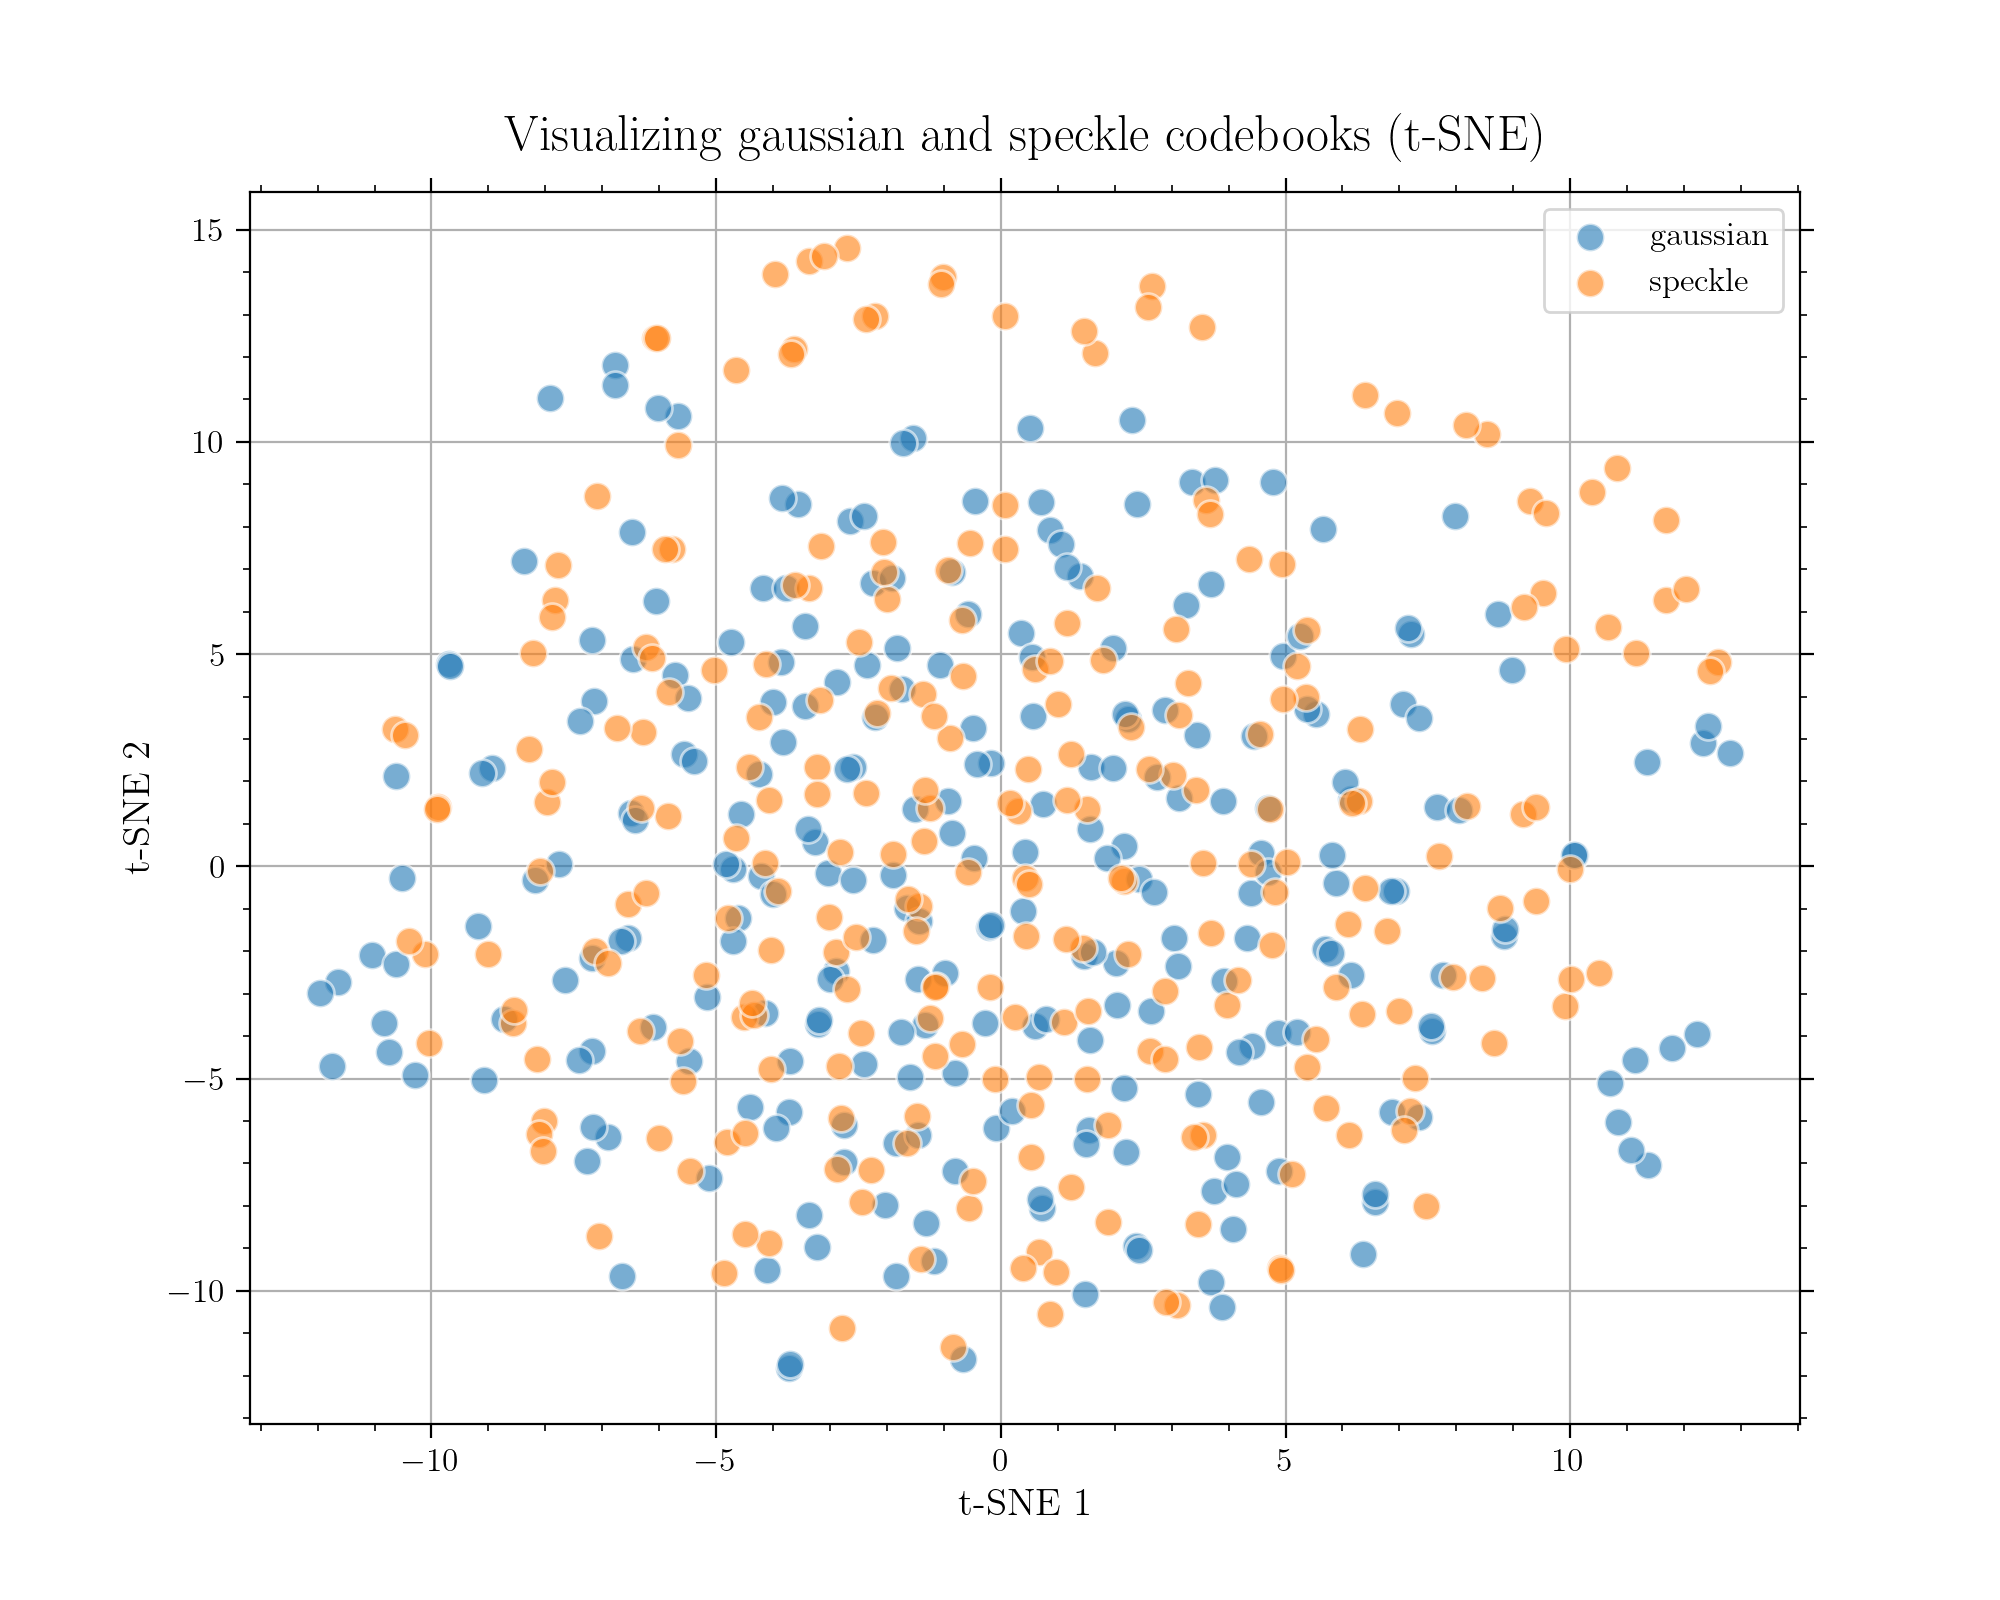 Visualizing gaussian and speckle codebooks (t-SNE)
gaussian
speckle
15
10
5
0
−5
−10
t-SNE 2
−10
−5
0
5
10
t-SNE 1